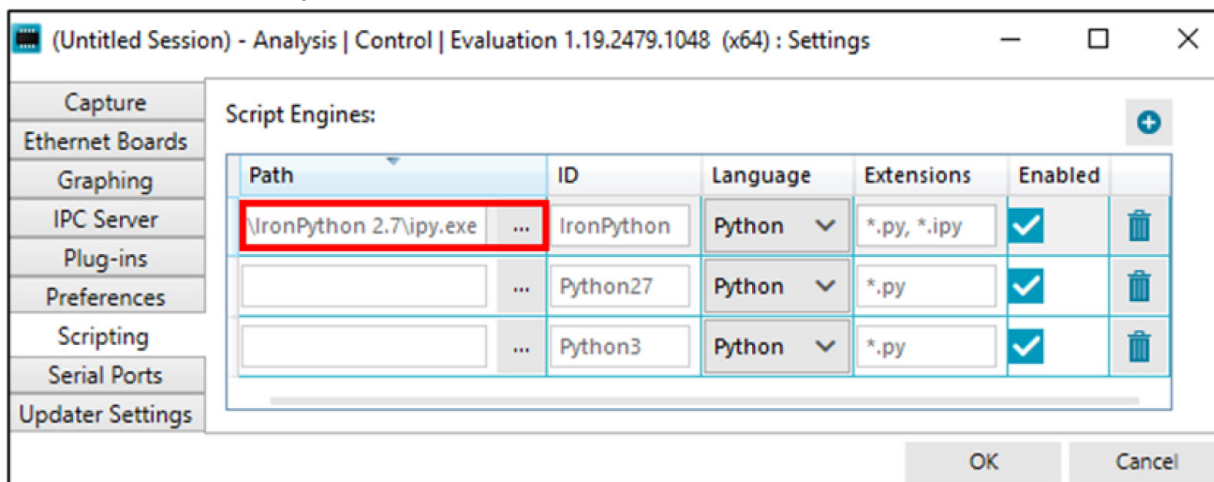 (Untitled Session) - Analysis | Control | Evaluation 1.19.2479.1048 (x64) : Settings
Capture
Ethernet Boards
Graphing
IPC Server
Plug-ins
Preferences
Scripting
Serial Ports
Updater Settings
Script Engines:
Path ID Language Extensions Enabled
\IronPython 2.7\ipy.exe ... IronPython Python *.py, *.ipy
... Python27 Python *.py
... Python3 Python *.py
OK Cancel